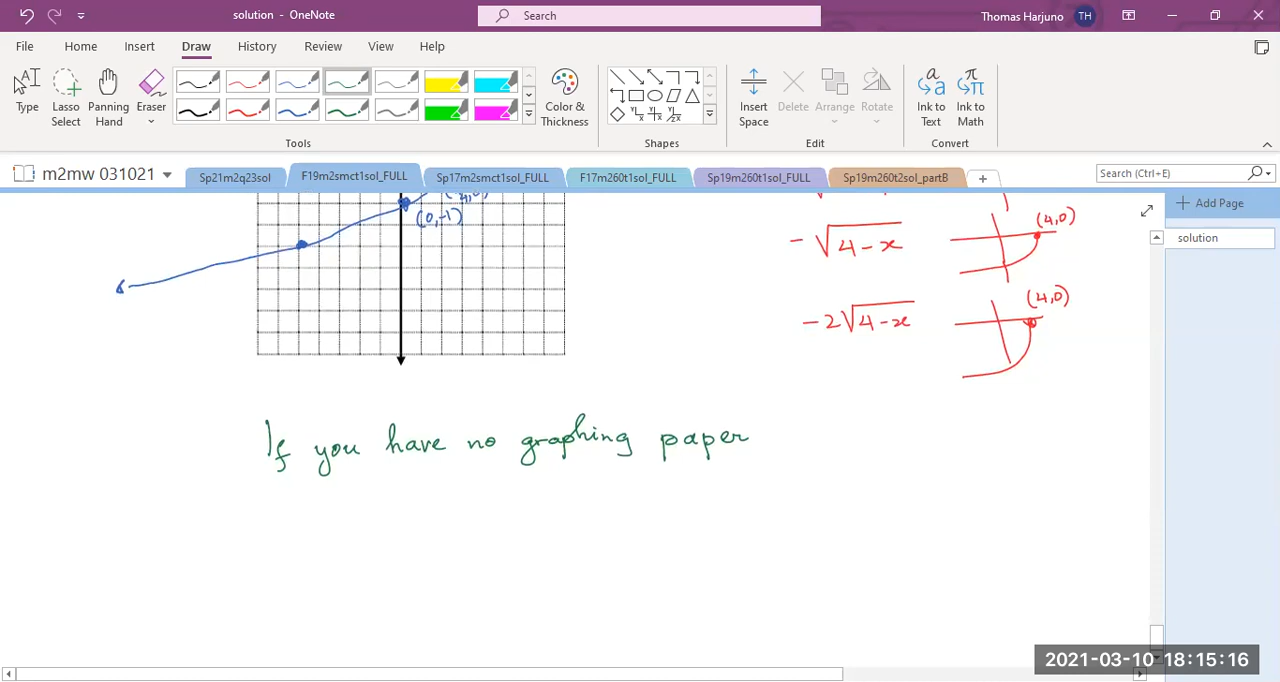 solution - OneNote
Search
Thomas Harjuno TH
File Home Insert Draw View History Review View Help
Type
Lasso Select
Panning Hand
Eraser
Color & Thickness
Insert Space
Delete
Arrange
Rotate
Ink to Text
Ink to Math
Tools
Shapes
Edit
Convert
m2mw 031021
Sp21m2q23sol
F19m2smct1sol_FULL
Sp17m2smct1sol_FULL
F17m260t1sol_FULL
Sp19m260t1sol_FULL
Sp19m260t2sol_partB
Search (Ctrl+E)
Add Page
solution
(0,-1)
-√4-x
(4,0)
-2√4-x
(4,0)
If you have no graphing paper
2021-03-10 18:15:16